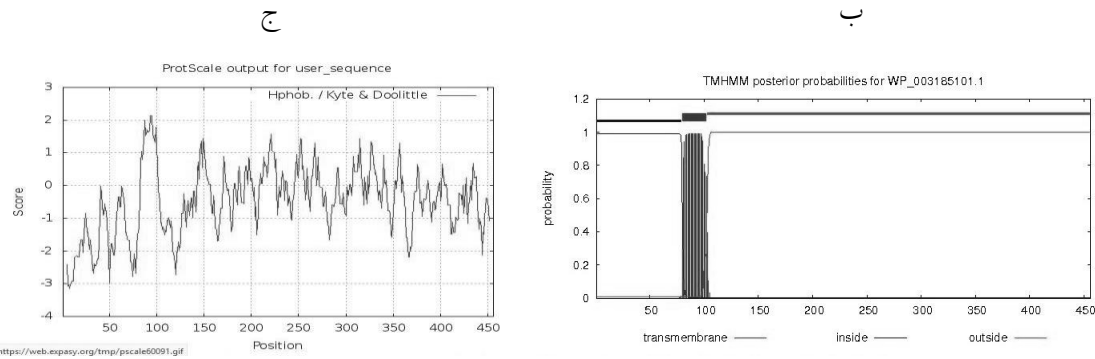 ج
ب
ProtScale output for user_sequence
Hphob. / Kyte & Doolittle
3
2
1
0
-1
-2
-3
-4
Score
50 100 150 200 250 300 350 400 450
Position
https://web.expasy.org/tmp/pscale60091.gif
TMHMM posterior probabilities for WP_003185101.1
1.2
1
0.8
0.6
0.4
0.2
0
probability
50 100 150 200 250 300 350 400 450
transmembrane inside outside